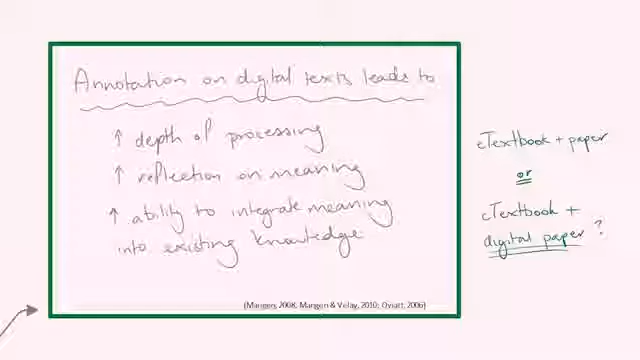 Annotation on digital texts leads to
↑ depth of processing
↑ reflection on meaning
↑ ability to integrate meaning
into existing knowledge
(Mangen, 2008, Mangen & Velay, 2010; Oviatt, 2006)
eTextbook + paper
or
eTextbook +
digital paper ?